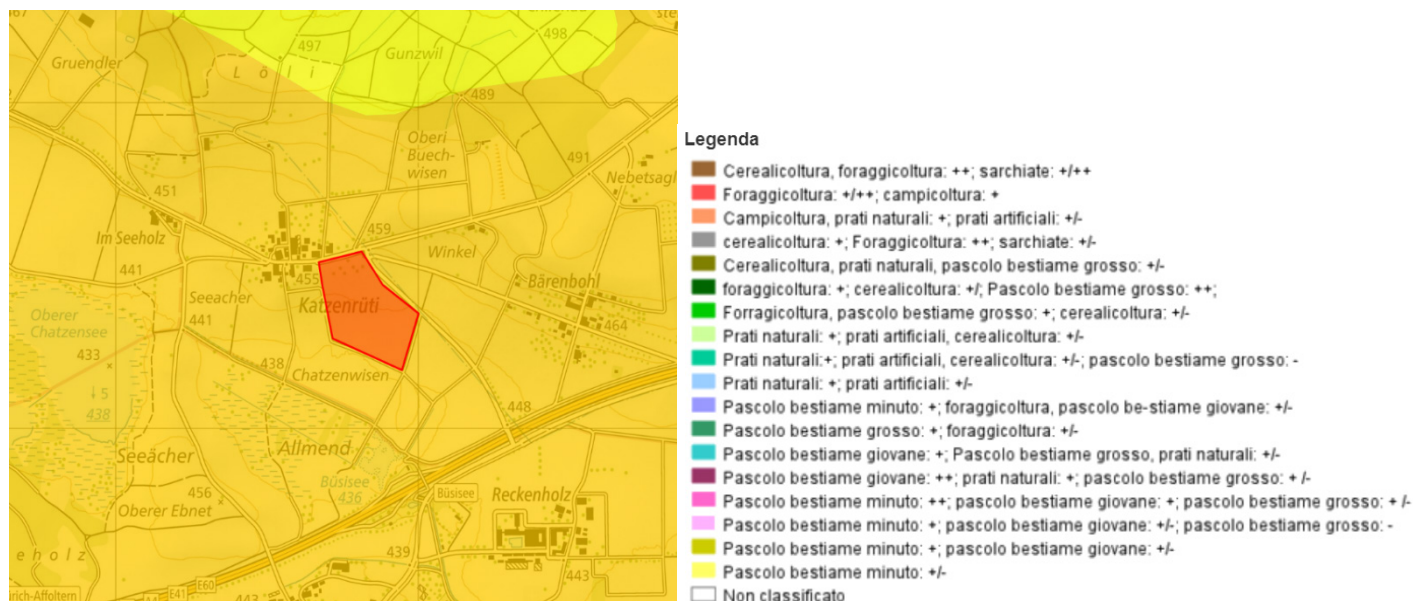 467
Gruendler
497
Löli
Gunzwil
498
489
Oberi
Buech-
wisen
491
Nebetsagl
451
Im Seeholz
459
Winkel
441
455
Katzenrüti
Bärenbohl
Seeacher
441
464
Oberer
Chatzensee
433
438
Chatzenwisen
5
438
448
Allmend
Seeächer
Büsisee
436
456
Oberer Ebnet
Büsisee
Reckenholz
eholz
439
443
E60
E41
443
irich-Affoltern
Legenda
Cerealicoltura, foraggicoltura: ++; sarchiate: +/++
Foraggicoltura: +/++; campicoltura: +
Campicoltura, prati naturali: +; prati artificiali: +/-
cerealicoltura: +; Foraggicoltura: ++; sarchiate: +/-
Cerealicoltura, prati naturali, pascolo bestiame grosso: +/-
foraggicoltura: +; cerealicoltura: +/; Pascolo bestiame grosso: ++;
Forragicoltura, pascolo bestiame grosso: +; cerealicoltura: +/-
Prati naturali: +; prati artificiali, cerealicoltura: +/-
Prati naturali:+; prati artificiali, cerealicoltura: +/-; pascolo bestiame grosso: -
Prati naturali: +; prati artificiali: +/-
Pascolo bestiame minuto: +; foraggicoltura, pascolo be-stiame giovane: +/-
Pascolo bestiame grosso: +; foraggicoltura: +/-
Pascolo bestiame giovane: +; Pascolo bestiame grosso, prati naturali: +/-
Pascolo bestiame giovane: ++; prati naturali: +; pascolo bestiame grosso: + /-
Pascolo bestiame minuto: ++; pascolo bestiame giovane: +; pascolo bestiame grosso: + /-
Pascolo bestiame minuto: +; pascolo bestiame giovane: +/-; pascolo bestiame grosso: -
Pascolo bestiame minuto: +; pascolo bestiame giovane: +/-
Pascolo bestiame minuto: +/-
Non classificato